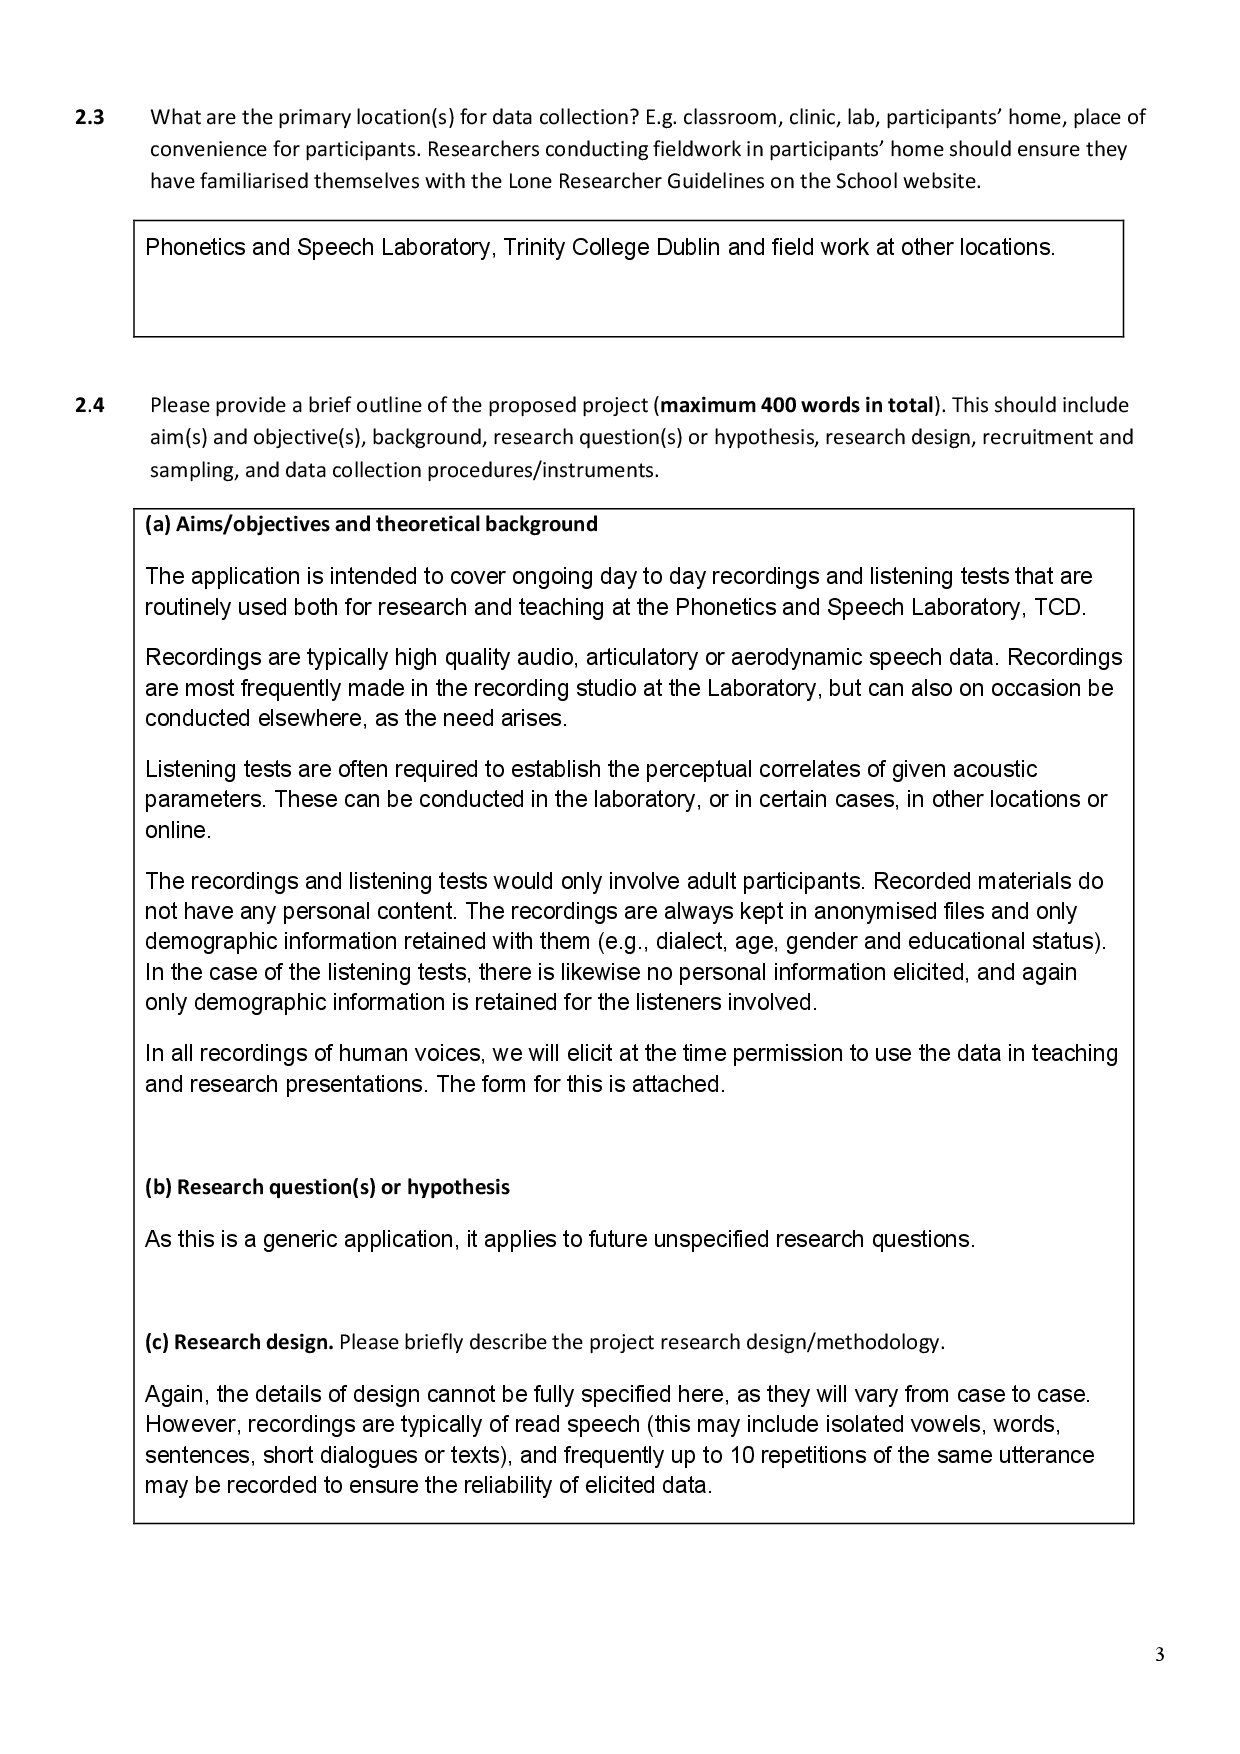 2.3 What are the primary location(s) for data collection? E.g. classroom, clinic, lab, participants’ home, place of
convenience for participants. Researchers conducting fieldwork in participants’ home should ensure they
have familiarised themselves with the Lone Researcher Guidelines on the School website.
Phonetics and Speech Laboratory, Trinity College Dublin and field work at other locations.
2.4 Please provide a brief outline of the proposed project (maximum 400 words in total). This should include
aim(s) and objective(s), background, research question(s) or hypothesis, research design, recruitment and
sampling, and data collection procedures/instruments.
(a) Aims/objectives and theoretical background
The application is intended to cover ongoing day to day recordings and listening tests that are
routinely used both for research and teaching at the Phonetics and Speech Laboratory, TCD.
Recordings are typically high quality audio, articulatory or aerodynamic speech data. Recordings
are most frequently made in the recording studio at the Laboratory, but can also on occasion be
conducted elsewhere, as the need arises.
Listening tests are often required to establish the perceptual correlates of given acoustic
parameters. These can be conducted in the laboratory, or in certain cases, in other locations or
online.
The recordings and listening tests would only involve adult participants. Recorded materials do
not have any personal content. The recordings are always kept in anonymised files and only
demographic information retained with them (e.g., dialect, age, gender and educational status).
In the case of the listening tests, there is likewise no personal information elicited, and again
only demographic information is retained for the listeners involved.
In all recordings of human voices, we will elicit at the time permission to use the data in teaching
and research presentations. The form for this is attached.
(b) Research question(s) or hypothesis
As this is a generic application, it applies to future unspecified research questions.
(c) Research design. Please briefly describe the project research design/methodology.
Again, the details of design cannot be fully specified here, as they will vary from case to case.
However, recordings are typically of read speech (this may include isolated vowels, words,
sentences, short dialogues or texts), and frequently up to 10 repetitions of the same utterance
may be recorded to ensure the reliability of elicited data.
3